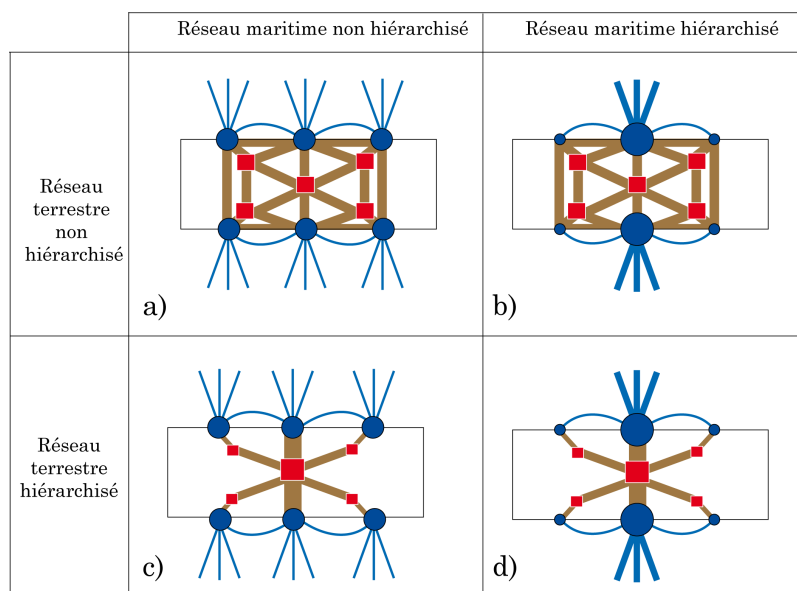 Réseau maritime non hiérarchisé
Réseau maritime hiérarchisé
Réseau
terrestre
non
hiérarchisé
a)
b)
Réseau
terrestre
hiérarchisé
c)
d)